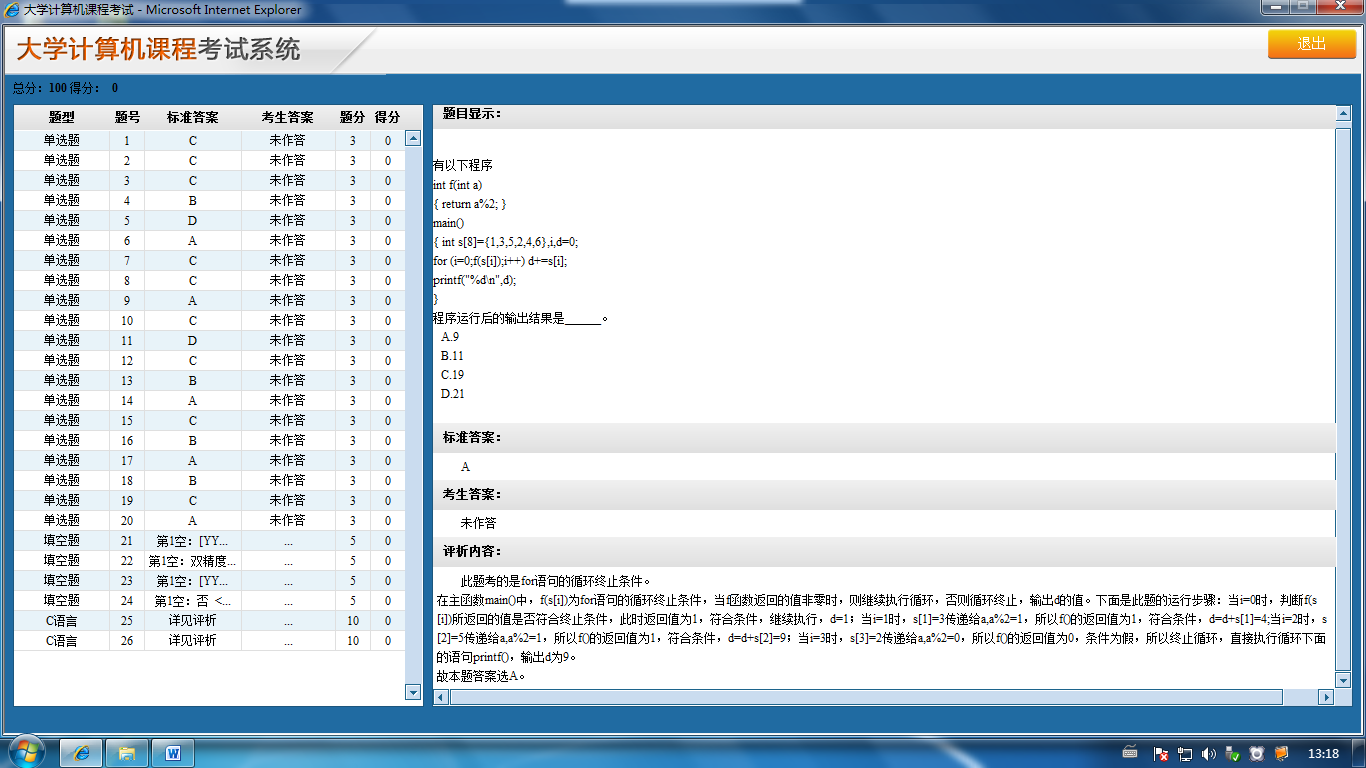 大学计算机课程考试 - Microsoft Internet Explorer
大学计算机课程考试系统
退出
总分：100 得分： 0
题型 题号 标准答案 考生答案 题分 得分
单选题 1 C 未作答 3 0
单选题 2 C 未作答 3 0
单选题 3 C 未作答 3 0
单选题 4 B 未作答 3 0
单选题 5 D 未作答 3 0
单选题 6 A 未作答 3 0
单选题 7 C 未作答 3 0
单选题 8 C 未作答 3 0
单选题 9 A 未作答 3 0
单选题 10 C 未作答 3 0
单选题 11 D 未作答 3 0
单选题 12 C 未作答 3 0
单选题 13 B 未作答 3 0
单选题 14 A 未作答 3 0
单选题 15 C 未作答 3 0
单选题 16 B 未作答 3 0
单选题 17 A 未作答 3 0
单选题 18 B 未作答 3 0
单选题 19 C 未作答 3 0
单选题 20 A 未作答 3 0
填空题 21 第1空：[YY... ... 5 0
填空题 22 第1空：双精度... ... 5 0
填空题 23 第1空：[YY... ... 5 0
填空题 24 第1空：否 <... ... 5 0
C语言 25 详见评析 ... 10 0
C语言 26 详见评析 ... 10 0
题目显示：
有以下程序
int f(int a)
{ return a%2; }
main()
{ int s[8]={1,3,5,2,4,6},i,d=0;
for (i=0;f(s[i]);i++) d+=s[i];
printf("%d\n",d);
}
程序运行后的输出结果是______。
A.9
B.11
C.19
D.21
标准答案：
A
考生答案：
未作答
评析内容：
此题考的是for语句的循环终止条件。
在主函数main()中，f(s[i])为for语句的循环终止条件，当f函数返回的值非零时，则继续执行循环，否则循环终止，输出d的值。下面是此题的运行步骤：当i=0时，判断f(s
[i])所返回的值是否符合终止条件，此时返回值为1，符合条件，继续执行，d=1；当i=1时，s[1]=3传递给a,a%2=1，所以f()的返回值为1，符合条件，d=d+s[1]=4;当i=2时，s
[2]=5传递给a,a%2=1，所以f()的返回值为1，符合条件，d=d+s[2]=9；当i=3时，s[3]=2传递给a,a%2=0，所以f()的返回值为0，条件为假，所以终止循环，直接执行循环下面
的语句printf()，输出d为9。
故本题答案选A。
13:18